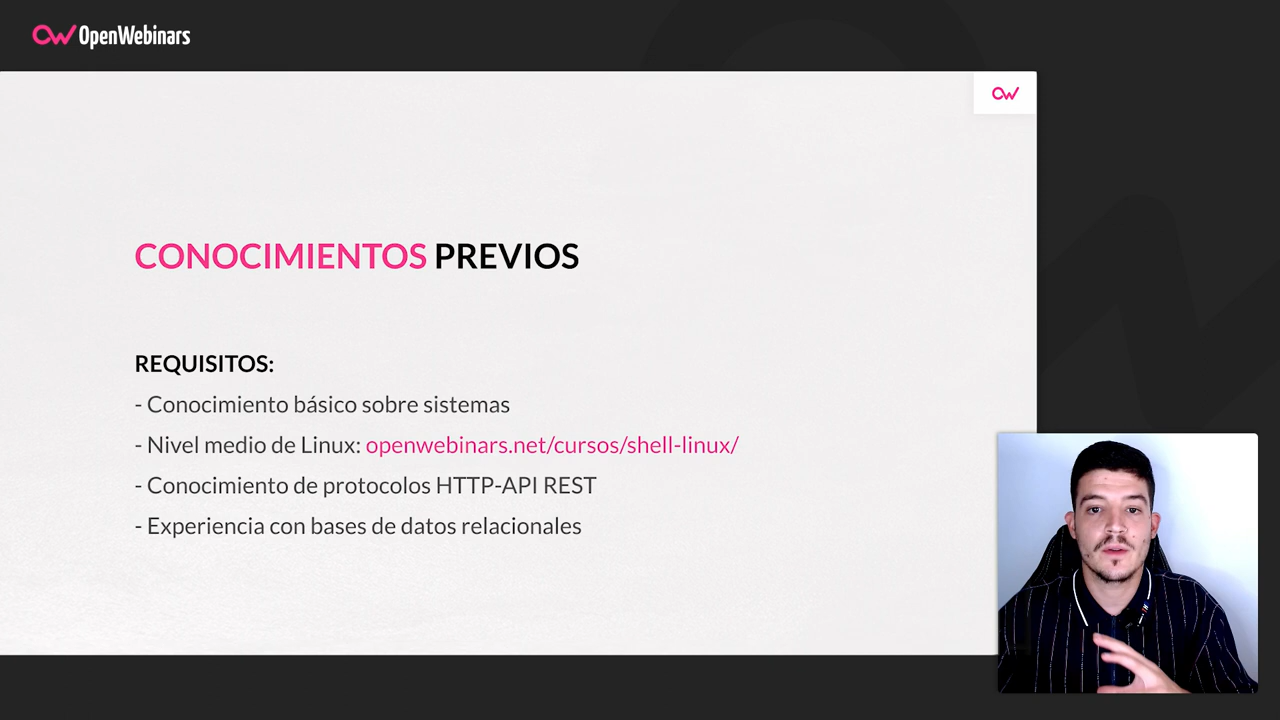 OpenWebinars
CONOCIMIENTOS PREVIOS
REQUISITOS:
- Conocimiento básico sobre sistemas
- Nivel medio de Linux: openwebinars.net/cursos/shell-linux/
- Conocimiento de protocolos HTTP-API REST
- Experiencia con bases de datos relacionales